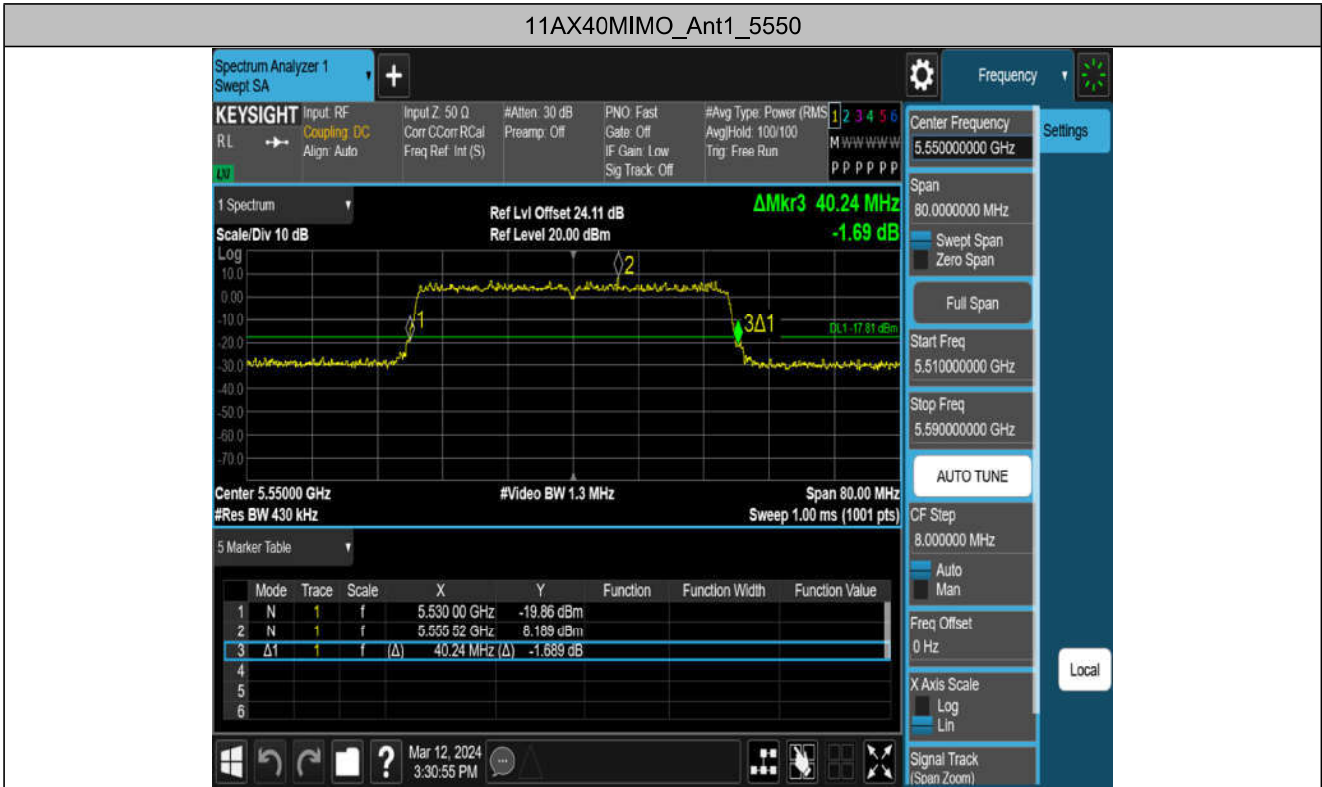 11AX40MIMO_Ant1_5550
Spectrum Analyzer 1
Swept SA
+
Frequency
KEYSIGHT
RL
Input: RF
Coupling: DC
Align: Auto
Input Z: 50 Ω
Corr CCorr RCal
Freq Ref: Int (S)
#Atten: 30 dB
Preamp: Off
PNO: Fast
Gate: Off
IF Gain: Low
Sig Track: Off
#Avg Type: Power (RMS
Avg|Hold: 100/100
Trig: Free Run
1 2 3 4 5 6
M W W W W W
P P P P P P
1 Spectrum
Scale/Div 10 dB
Ref Lvl Offset 24.11 dB
Ref Level 20.00 dBm
ΔMkr3 40.24 MHz
-1.69 dB
Log
10.0
0.00
-10.0
-20.0
-30.0
-40.0
-50.0
-60.0
-70.0
1
2
3Δ1
DL1 -17.81 dBm
Center 5.55000 GHz
#Res BW 430 kHz
#Video BW 1.3 MHz
Span 80.00 MHz
Sweep 1.00 ms (1001 pts)
5 Marker Table
Mode Trace Scale X Y Function Function Width Function Value
1 N 1 f 5.530 00 GHz -19.86 dBm
2 N 1 f 5.555 52 GHz 8.189 dBm
3 Δ1 1 f (Δ) 40.24 MHz (Δ) -1.689 dB
4
5
6
Center Frequency
5.550000000 GHz
Settings
Span
80.0000000 MHz
Swept Span
Zero Span
Full Span
Start Freq
5.510000000 GHz
Stop Freq
5.590000000 GHz
AUTO TUNE
CF Step
8.000000 MHz
Auto
Man
Freq Offset
0 Hz
X Axis Scale
Log
Lin
Signal Track
(Span Zoom)
Local
?
Mar 12, 2024
3:30:55 PM